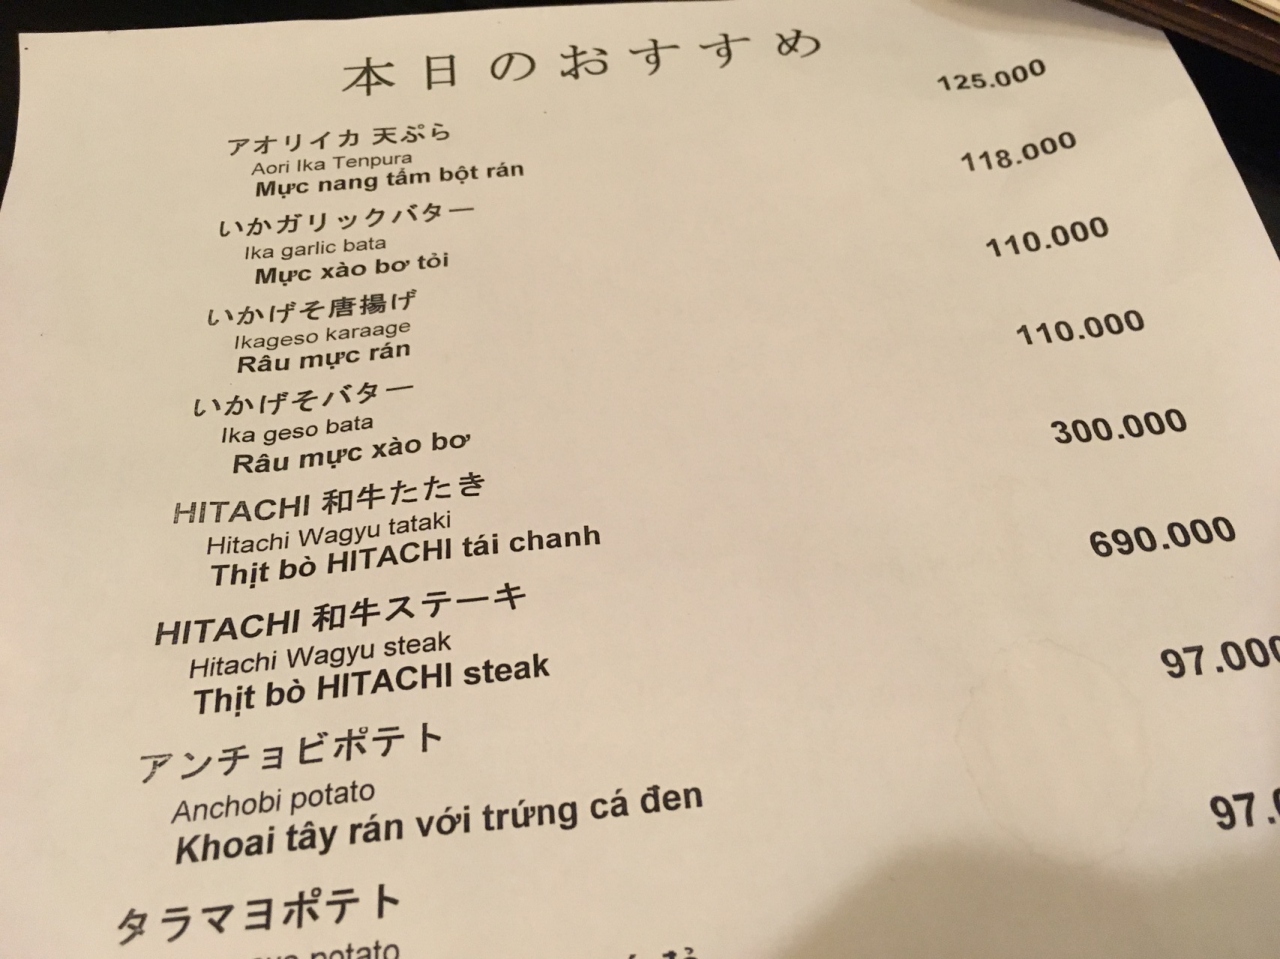 本日のおすすめ
アオリイカ 天ぷら 125.000
Aori Ika Tenpura
Mực nang tẩm bột rán
いかガリックバター 118.000
Ika garlic bata
Mực xào bơ tỏi
いかげそ唐揚げ 110.000
Ikageso karaage
Râu mực rán
いかげそバター 110.000
Ika geso bata
Râu mực xào bơ
HITACHI 和牛たたき 300.000
Hitachi Wagyu tataki
Thịt bò HITACHI tái chanh
HITACHI 和牛ステーキ 690.000
Hitachi Wagyu steak
Thịt bò HITACHI steak
アンチョビポテト 97.000
Anchobi potato
Khoai tây rán với trứng cá đen
タラマヨポテト 97.
potato